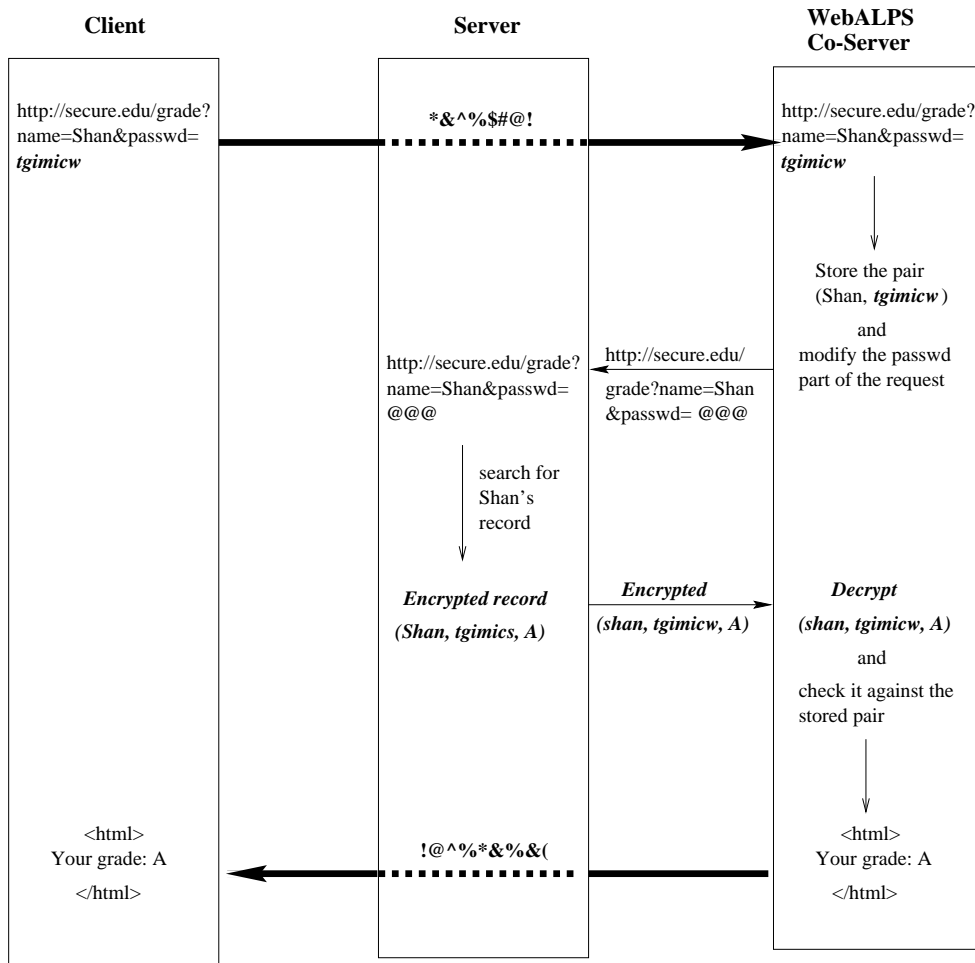 Client
Server
WebALPS
Co-Server
http://secure.edu/grade?
name=Shan&passwd=
tgimicw
*&^%$#@!
http://secure.edu/grade?
name=Shan&passwd=
tgimicw
Store the pair
(Shan, tgimicw)
and
modify the passwd
part of the request
http://secure.edu/
grade?name=Shan
&passwd= @@@
http://secure.edu/grade?
name=Shan&passwd=
@@@
search for
Shan's
record
Encrypted record
(Shan, tgimics, A)
Encrypted
(shan, tgimicw, A)
Decrypt
(shan, tgimicw, A)
and
check it against the
stored pair
<html>
Your grade: A
</html>
!@^%*&%&(
<html>
Your grade: A
</html>